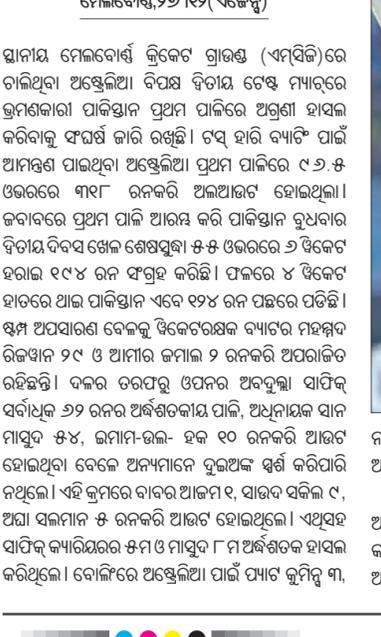 ମେଲବୋର୍ଣ୍ଣ,୨୬।୧୨(ଏଜେନ୍ସି)
ସ୍ଥାନୀୟ ମେଲବୋର୍ଣ୍ଣ କ୍ରିକେଟ ଗ୍ରାଉଣ୍ଡ (ଏମ୍‌ସିଜି)ରେ
ଚାଲିଥିବା ଅଷ୍ଟ୍ରେଲିଆ ବିପକ୍ଷ ଦ୍ୱିତୀୟ ଟେଷ୍ଟ ମ୍ୟାଚ୍‌ରେ
ଭ୍ରମଣକାରୀ ପାକିସ୍ତାନ ପ୍ରଥମ ପାଳିରେ ଅଗ୍ରଣୀ ହାସଲ
କରିବାକୁ ସଂଘର୍ଷ ଜାରି ରଖିଛି। ଟସ୍ ହାରି ବ୍ୟାଟିଂ ପାଇଁ
ଆମନ୍ତ୍ରଣ ପାଇଥିବା ଅଷ୍ଟ୍ରେଲିଆ ପ୍ରଥମ ପାଳିରେ ୯୬.୫
ଓଭରରେ ୩୧୮ ରନକରି ଅଲଆଉଟ ହୋଇଥିଲା।
ଜବାବରେ ପ୍ରଥମ ପାଳି ଆରମ୍ଭ କରି ପାକିସ୍ତାନ ବୁଧବାର
ଦ୍ୱିତୀୟ ଦିବସ ଖେଳ ଶେଷସୁଦ୍ଧା ୫୫ ଓଭରରେ ୬ ୱିକେଟ
ହରାଇ ୧୯୪ ରନ ସଂଗ୍ରହ କରିଛି। ଫଳରେ ୪ ୱିକେଟ
ହାତରେ ଥାଇ ପାକିସ୍ତାନ ଏବେ ୧୨୪ ରନ ପଛରେ ପଡିଛି।
ଷ୍ଟମ୍ପ ଅପସାରଣ ବେଳକୁ ୱିକେଟରକ୍ଷକ ବ୍ୟାଟର ମହମ୍ମଦ
ରିଜୱାନ ୨୯ ଓ ଆମୀର ଜମାଲ ୨ ରନକରି ଅପରାଜିତ
ରହିଛନ୍ତି। ଦଳର ତରଫରୁ ଓପନର ଅବଦୁଲ୍ଲା ସାଫିକ୍
ସର୍ବାଧିକ ୬୨ ରନର ଅର୍ଦ୍ଧଶତକୀୟ ପାଳି, ଅଧିନାୟକ ସାନ
ମାସୁଦ ୫୪, ଇମାମ-ଉଲ- ହକ ୧୦ ରନକରି ଆଉଟ
ହୋଇଥିବା ବେଳେ ଅନ୍ୟମାନେ ଦୁଇଅଙ୍କ ସ୍ପର୍ଶ କରିପାରି
ନଥିଲେ। ଏହି କ୍ରମରେ ବାବର ଆଜମ ୧, ସାଉଦ ସକିଲ ୯,
ଅଘା ସଲମାନ ୫ ରନକରି ଆଉଟ ହୋଇଥିଲେ। ଏଥିସହ
ସାଫିକ୍ କ୍ୟାରିୟରର ୫ମ ଓ ମାସୁଦ ୮ମ ଅର୍ଦ୍ଧଶତକ ହାସଲ
କରିଥିଲେ। ବୋଲିଂରେ ଅଷ୍ଟ୍ରେଲିଆ ପାଇଁ ପ୍ୟାଟ କୁମିନ୍ସ ୩,